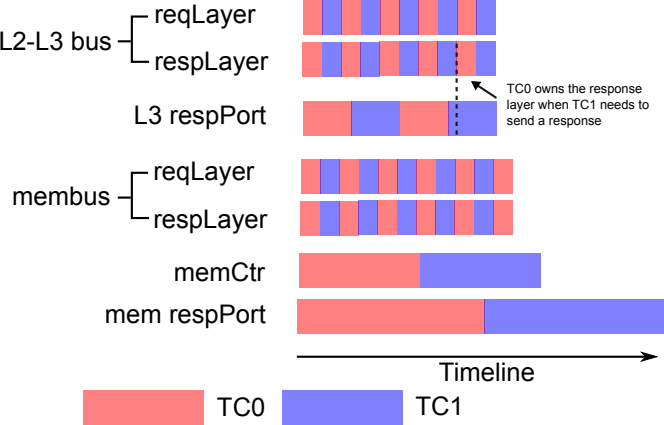 reqLayer
L2-L3 bus
respLayer
TC0 owns the response
layer when TC1 needs to
send a response
L3 respPort
reqLayer
membus
respLayer
memCtr
mem respPort
Timeline
TC0
TC1